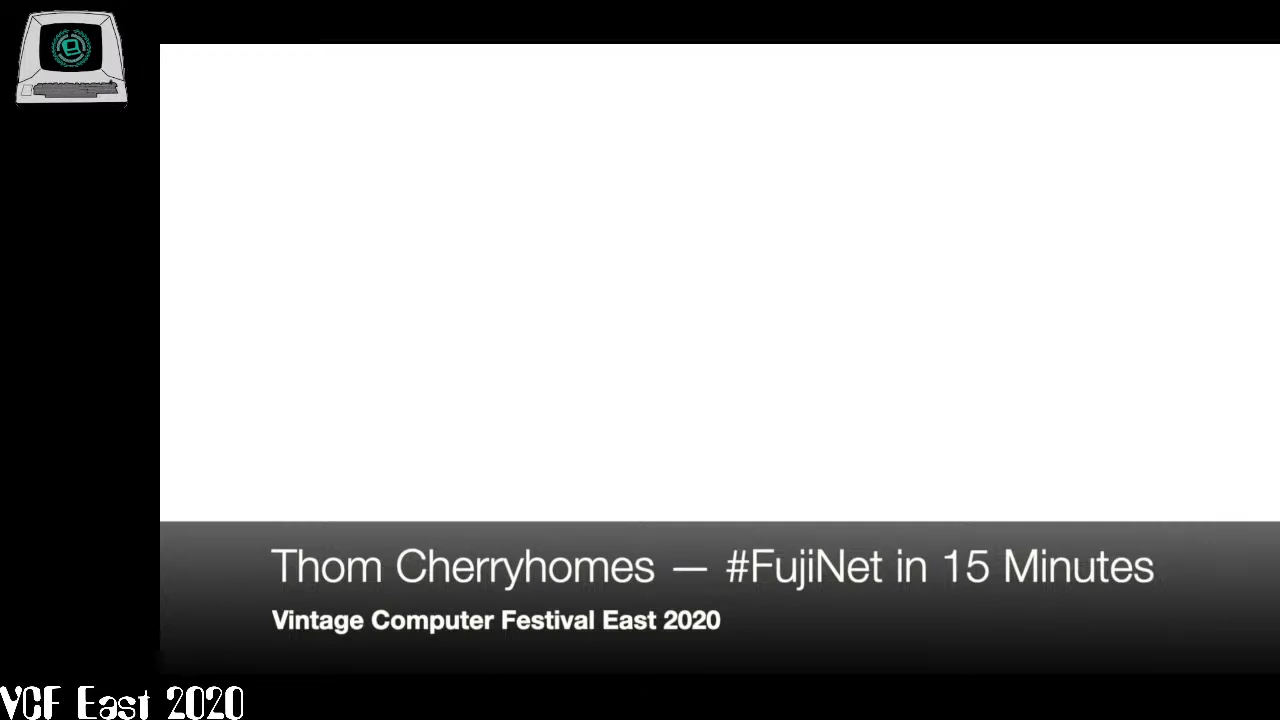 Thom Cherryhomes — #FujiNet in 15 Minutes
Vintage Computer Festival East 2020
VCF East 2020